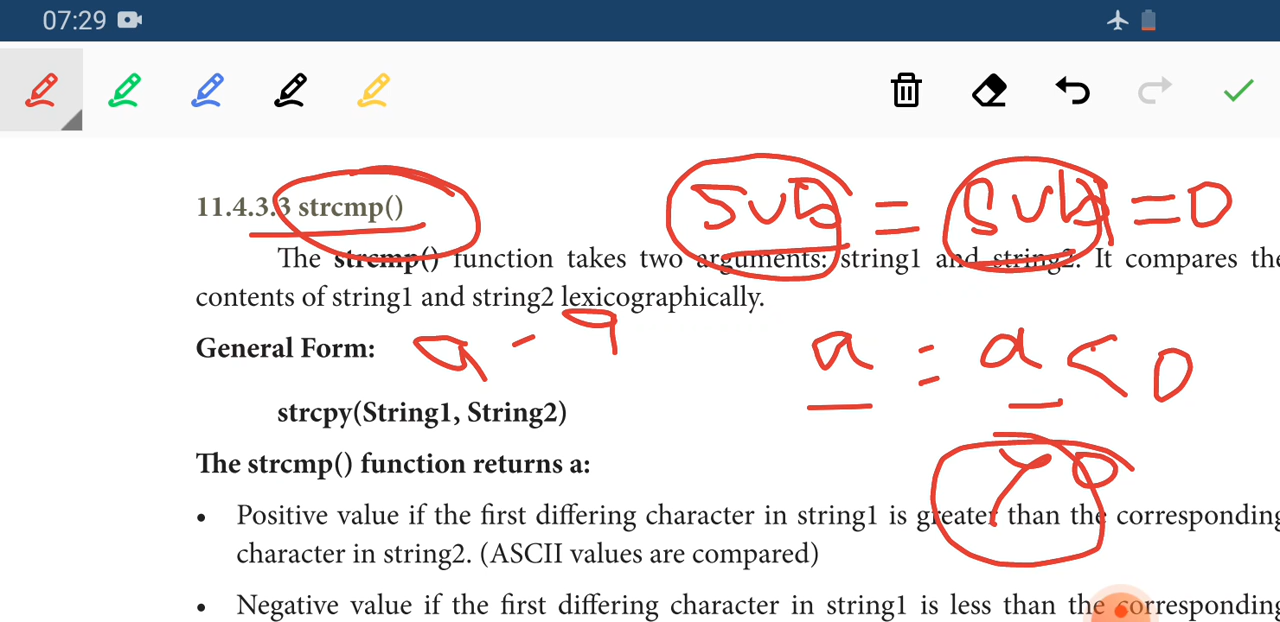 07:29
sub = sub = 0
11.4.3.3 strcmp()
The strcmp() function takes two arguments: string1 and string2. It compares the
contents of string1 and string2 lexicographically.
General Form:
a = a < 0
strcpy(String1, String2)
The strcmp() function returns a:
• Positive value if the first differing character in string1 is greater than the corresponding
character in string2. (ASCII values are compared)
• Negative value if the first differing character in string1 is less than the corresponding